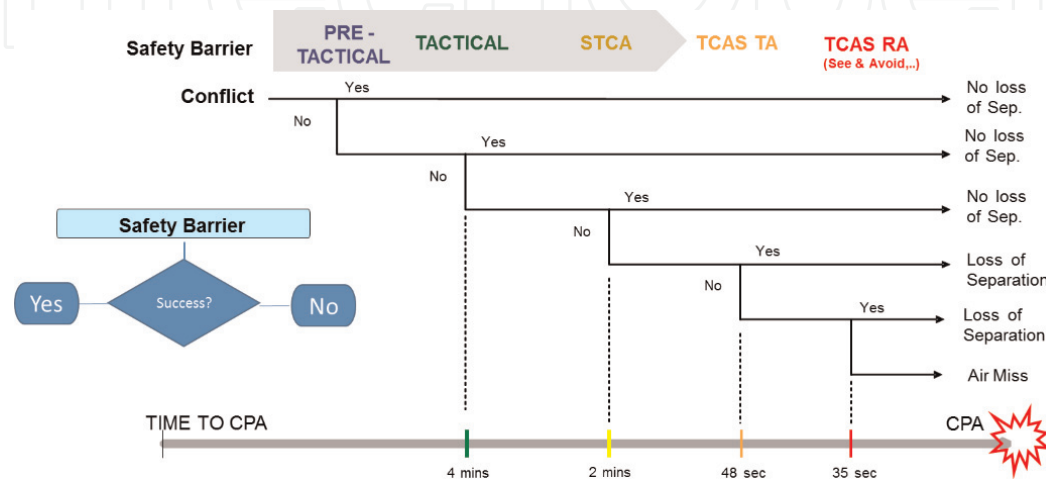 Safety Barrier
PRE -
TACTICAL
TACTICAL
STCA
TCAS TA
TCAS RA
(See & Avoid,..)
Conflict
Yes
No loss
of Sep.
No
Yes
No loss
of Sep.
No
Yes
No loss
of Sep.
No
Yes
Loss of
Separation
No
Yes
Loss of
Separation
Air Miss
Safety Barrier
Yes
Success?
No
TIME TO CPA
CPA
4 mins
2 mins
48 sec
35 sec